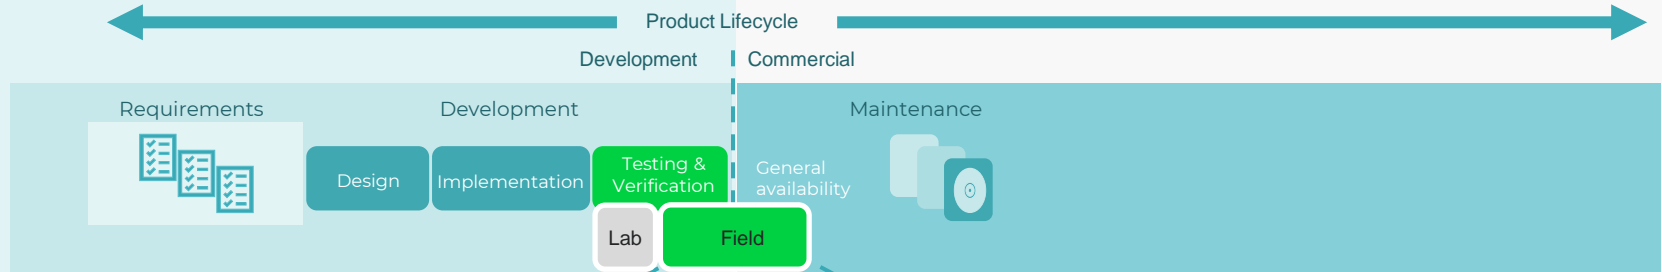 Product Lifecycle
Development
Commercial
Requirements
Development
Maintenance
Design
Implementation
Testing &
Verification
General
availability
Lab
Field